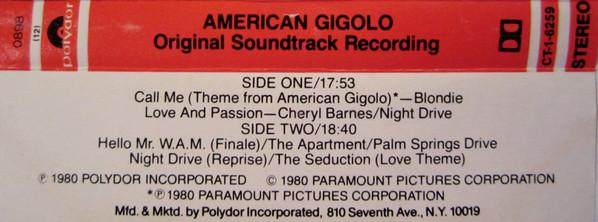 0898
(12)
polydor
AMERICAN GIGOLO
Original Soundtrack Recording
CT-1-6259
STEREO
SIDE ONE/17:53
Call Me (Theme from American Gigolo)*—Blondie
Love And Passion—Cheryl Barnes/Night Drive
SIDE TWO/18:40
Hello Mr. W.A.M. (Finale)/The Apartment/Palm Springs Drive
Night Drive (Reprise)/The Seduction (Love Theme)
℗ 1980 POLYDOR INCORPORATED © 1980 PARAMOUNT PICTURES CORPORATION
*℗ 1980 PARAMOUNT PICTURES CORPORATION
Mfd. & Mktd. by Polydor Incorporated, 810 Seventh Ave., N.Y. 10019